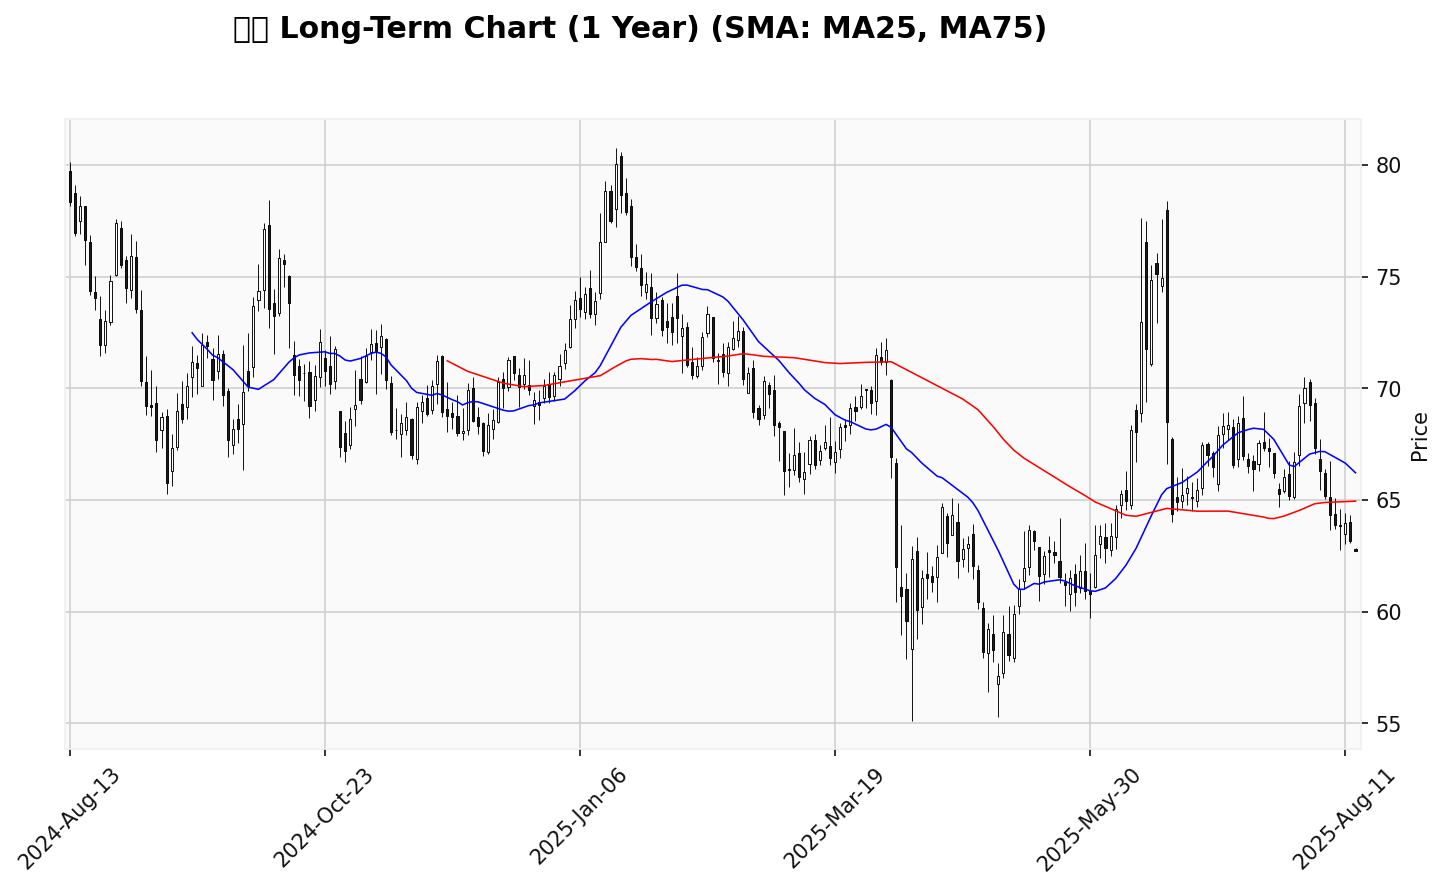 Long-Term Chart (1 Year) (SMA: MA25, MA75)
80
75
70
65
60
55
Price
2024-Aug-13
2024-Oct-23
2025-Jan-06
2025-Mar-19
2025-May-30
2025-Aug-11